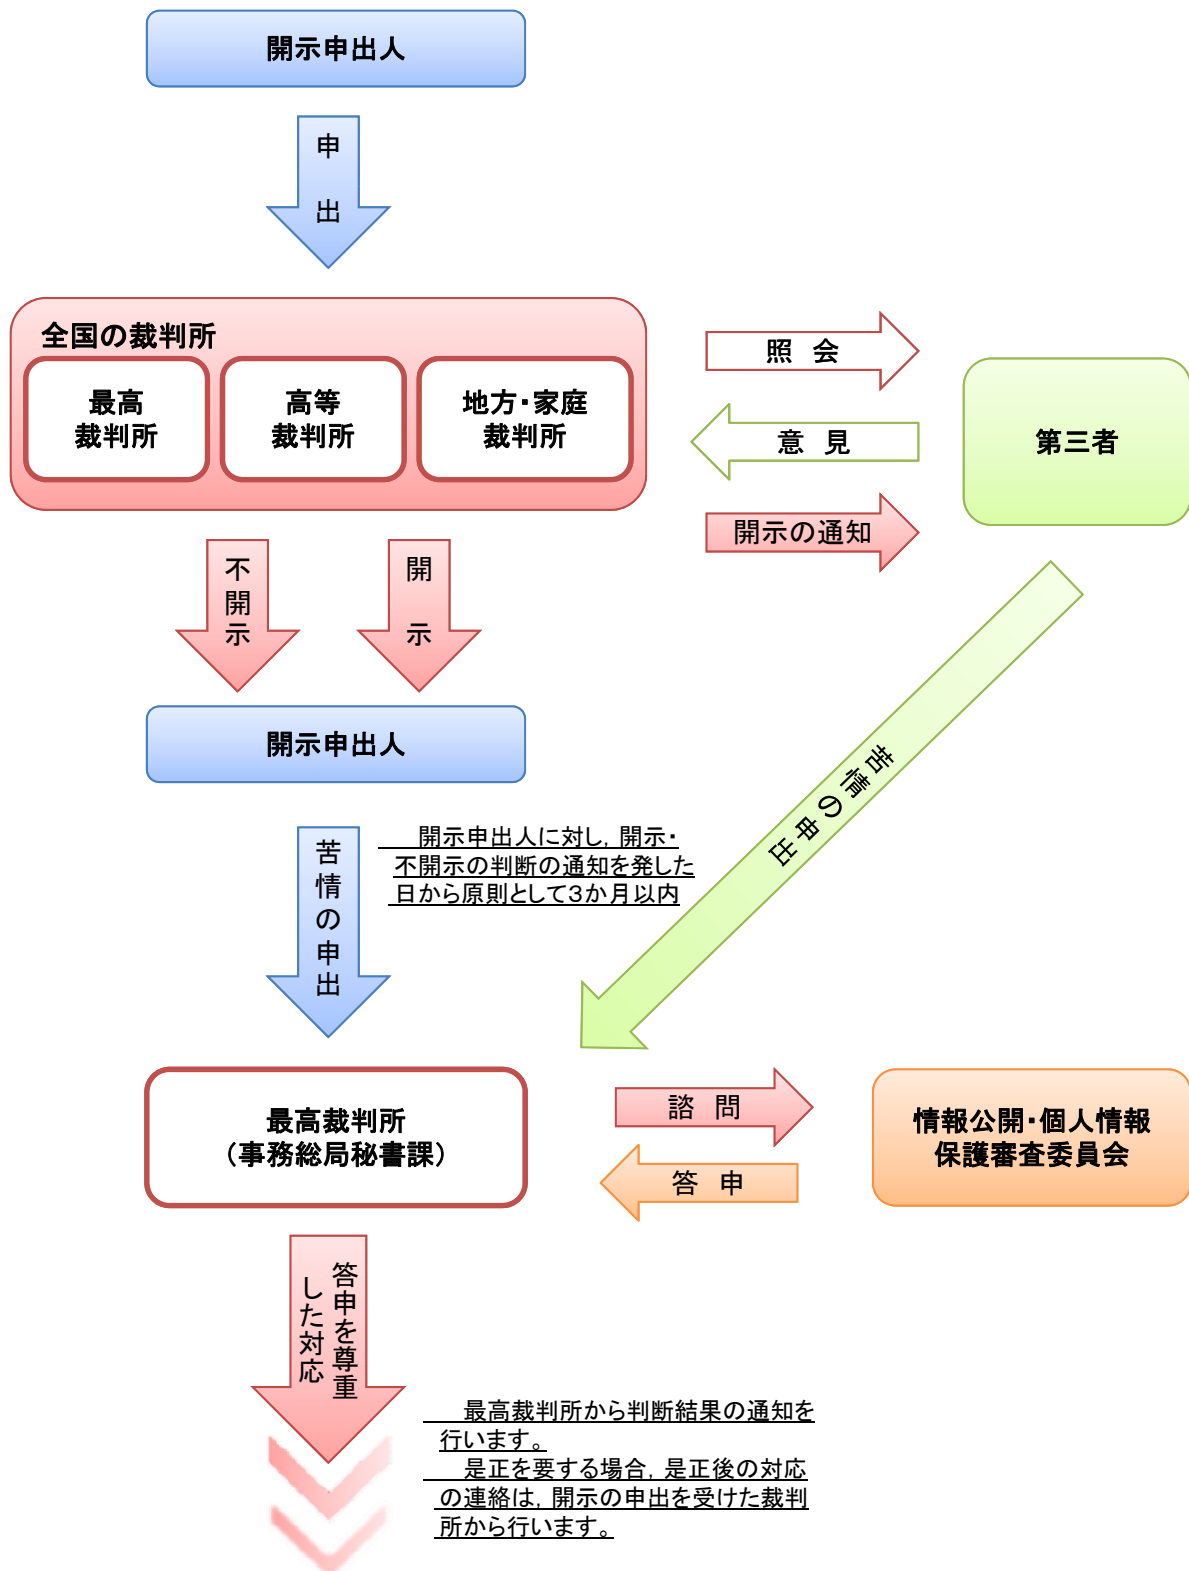 開示申出人
申出
全国の裁判所
最高
裁判所
高等
裁判所
地方・家庭
裁判所
照 会
意 見
開示の通知
第三者
不開示
開示
開示申出人
苦情の申出
開示申出人に対し，開示・
不開示の判断の通知を発した
日から原則として３か月以内
苦情の申出
最高裁判所
（事務総局秘書課）
諮 問
答 申
情報公開・個人情報
保護審査委員会
答申を尊重
した対応
最高裁判所から判断結果の通知を
行います。
是正を要する場合，是正後の対応
の連絡は，開示の申出を受けた裁判
所から行います。